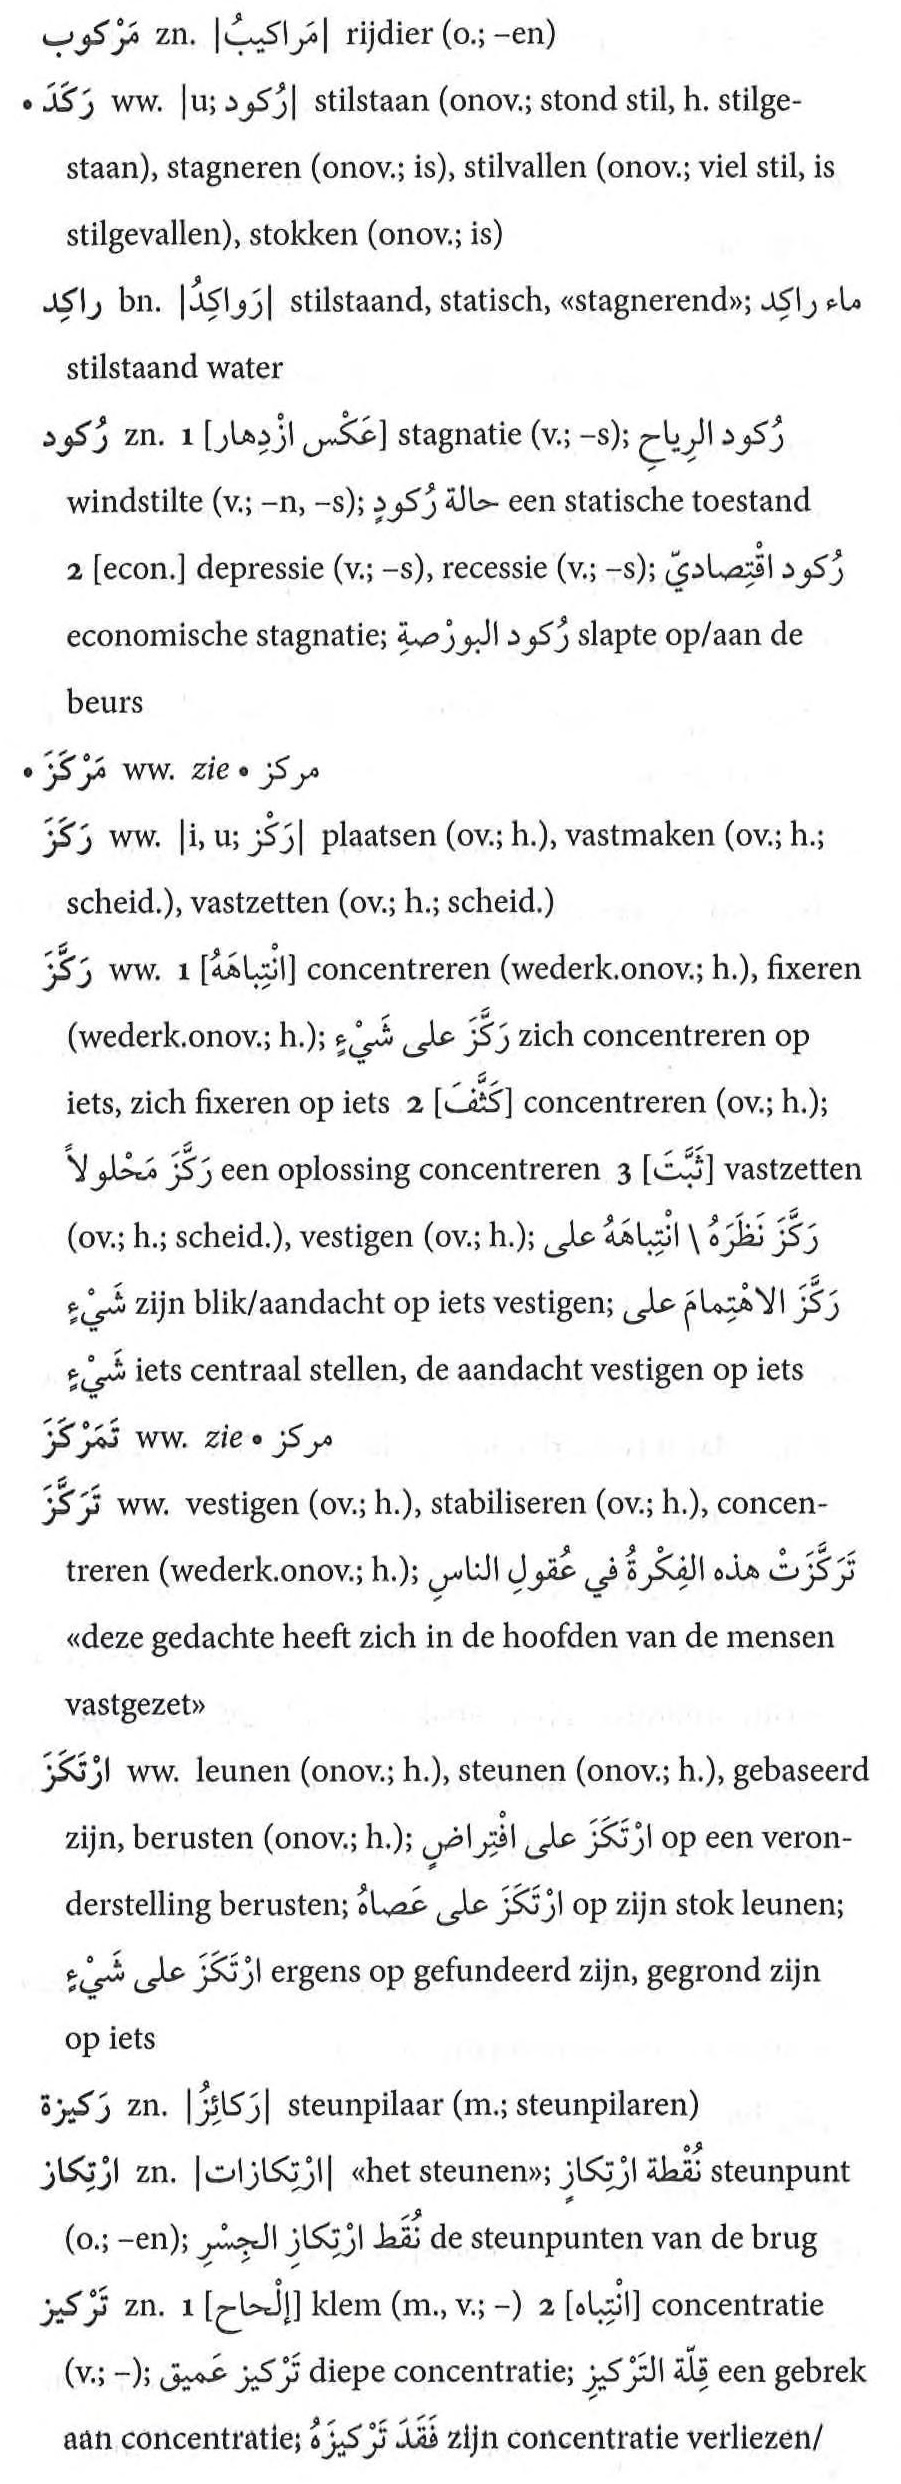 مَرْكوب zn. |مَراكيبُ| rijdier (o.; –en)
• رَكَدَ ww. |u; رُكود| stilstaan (onov.; stond stil, h. stilge-
staan), stagneren (onov.; is), stilvallen (onov.; viel stil, is
stilgevallen), stokken (onov.; is)
راكِد bn. |رَواكِدُ| stilstaand, statisch, «stagnerend»; ماء راكِد
stilstaand water
رُكود zn. 1 [عَكْس ازْدِهار] stagnatie (v.; –s); رُكود الرِياحِ
windstilte (v.; –n, –s); حالة رُكودٍ een statische toestand
2 [econ.] depressie (v.; –s), recessie (v.; –s); رُكود اقْتِصاديّ
economische stagnatie; رُكود البورْصةِ slapte op/aan de
beurs
• مَرْكَزَ ww. zie • مركز
رَكَزَ ww. |i, u; رَكْز| plaatsen (ov.; h.), vastmaken (ov.; h.;
scheid.), vastzetten (ov.; h.; scheid.)
رَكَّزَ ww. 1 [انْتِباهَهُ] concentreren (wederk.onov.; h.), fixeren
(wederk.onov.; h.); رَكَّزَ على شَيْءٍ zich concentreren op
iets, zich fixeren op iets 2 [كَثَّفَ] concentreren (ov.; h.);
رَكَّزَ مَحْلولاً een oplossing concentreren 3 [ثَبَّتَ] vastzetten
(ov.; h.; scheid.), vestigen (ov.; h.); رَكَّزَ نَظَرَهُ \ انْتِباهَهُ على
شَيْءٍ zijn blik/aandacht op iets vestigen; رَكَّزَ الاهْتِمامَ على
شَيْءٍ iets centraal stellen, de aandacht vestigen op iets
تَمَرْكَزَ ww. zie • مركز
تَرَكَّزَ ww. vestigen (ov.; h.), stabiliseren (ov.; h.), concen-
treren (wederk.onov.; h.); تَرَكَّزَتْ هذه الفِكْرةُ في عُقولِ الناسِ
«deze gedachte heeft zich in de hoofden van de mensen
vastgezet»
ارْتَكَزَ ww. leunen (onov.; h.), steunen (onov.; h.), gebaseerd
zijn, berusten (onov.; h.); ارْتَكَزَ على افْتِراضٍ op een veron-
derstelling berusten; ارْتَكَزَ على عَصاهُ op zijn stok leunen;
ارْتَكَزَ على شَيْءٍ ergens op gefundeerd zijn, gegrond zijn
op iets
رَكيزة zn. |رَكائِزُ| steunpilaar (m.; steunpilaren)
ارْتِكاز zn. |ارْتِكازات| «het steunen»; نُقْطة ارْتِكازٍ steunpunt
(o.; –en); نُقَط ارْتِكازِ الجِسْرِ de steunpunten van de brug
تَرْكيز zn. 1 [إلْحاح] klem (m., v.; –) 2 [انْتِباه] concentratie
(v.; –); تَرْكيز عَميق diepe concentratie; قِلّة التَرْكيزِ een gebrek
aan concentratie; فَقَدَ تَرْكيزَهُ zijn concentratie verliezen/